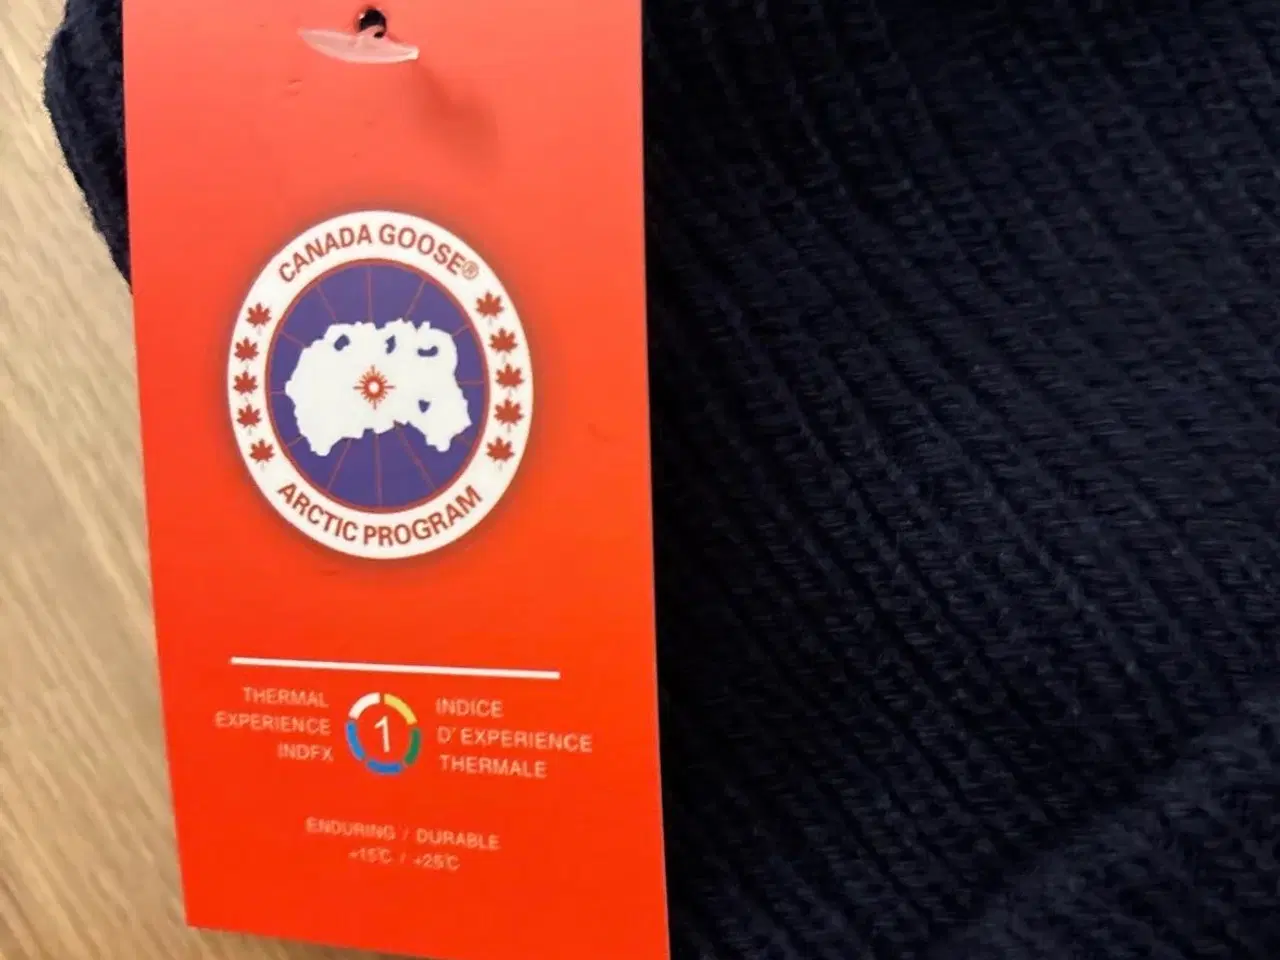 CANADA GOOSE®
ARCTIC PROGRAM
THERMAL
EXPERIENCE
INDFX
1
INDICE
D'EXPERIENCE
THERMALE
ENDURING / DURABLE
+15℃ / +25℃